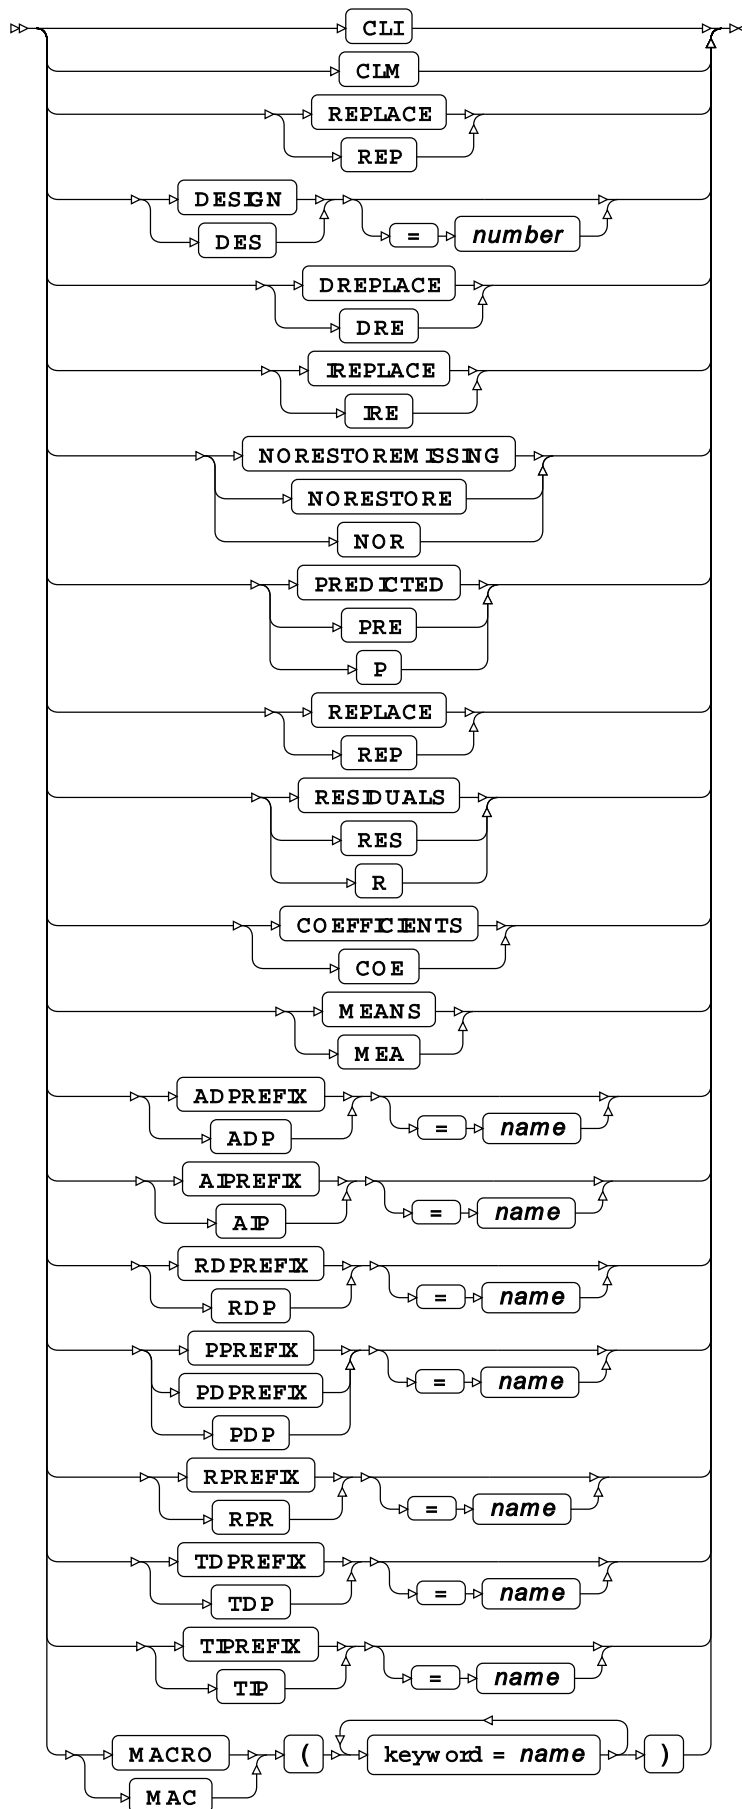 CLI
CLM
REPLACE
REP
DESIGN
DES
= number
DREPLACE
DRE
IREPLACE
IRE
NORESTOREMISSING
NORESTORE
NOR
PREDICTED
PRE
P
REPLACE
REP
RESIDUALS
RES
R
COEFFICIENTS
COE
MEANS
MEA
ADPREFIX
ADP
= name
AIPREFIX
AIP
= name
RDPREFIX
RDP
= name
PPREFIX
PDPREFIX
PDP
= name
RPREFIX
RPR
= name
TDPREFIX
TDP
= name
TIPREFIX
TIP
= name
MACRO ( keyword = name )
MAC